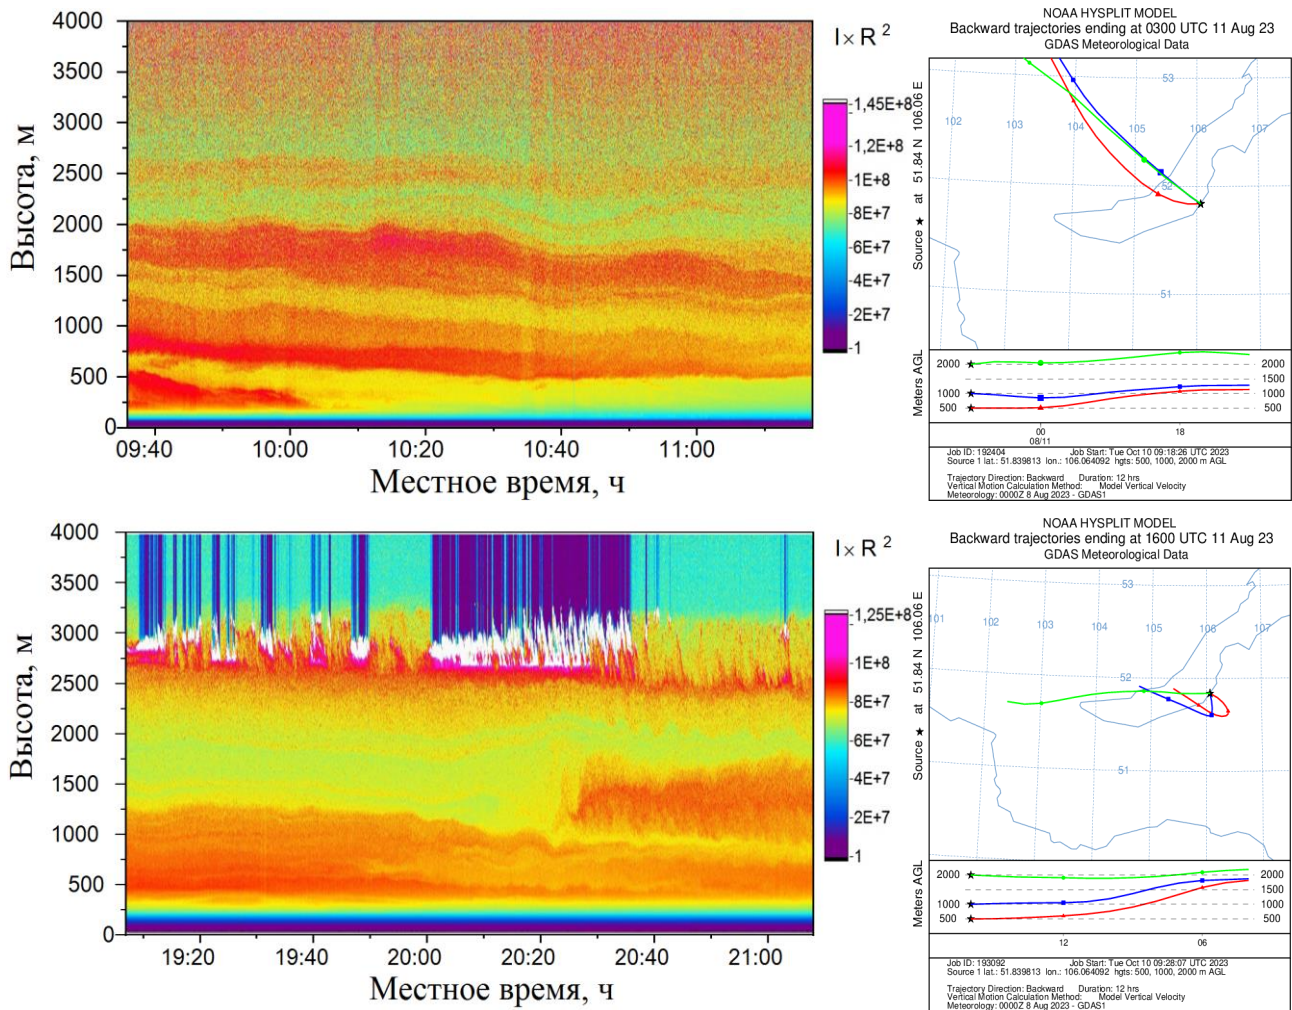 4000
3500
3000
2500
2000
1500
1000
500
0
Высота, м
09:40 10:00 10:20 10:40 11:00
Местное время, ч
I× R 2
1,45E+8
1,2E+8
1E+8
8E+7
6E+7
4E+7
2E+7
1
NOAA HYSPLIT MODEL
Backward trajectories ending at 0300 UTC 11 Aug 23
GDAS Meteorological Data
Source ★ at 51.84 N 106.06 E
53
102 103 104 105 106 107
52
51
Meters AGL
2000 2000
1500
1000 1000
500 500
00 18
08/11
Job ID: 192404 Job Start: Tue Oct 10 09:18:26 UTC 2023
Source 1 lat.: 51.839813 lon.: 106.064092 hgts: 500, 1000, 2000 m AGL
Trajectory Direction: Backward Duration: 12 hrs
Vertical Motion Calculation Method: Model Vertical Velocity
Meteorology: 0000Z 8 Aug 2023 - GDAS1
4000
3500
3000
2500
2000
1500
1000
500
0
Высота, м
19:20 19:40 20:00 20:20 20:40 21:00
Местное время, ч
I× R 2
1,25E+8
1E+8
8E+7
6E+7
4E+7
2E+7
1
NOAA HYSPLIT MODEL
Backward trajectories ending at 1600 UTC 11 Aug 23
GDAS Meteorological Data
Source ★ at 51.84 N 106.06 E
53
101 102 103 104 105 106 107
52
51
Meters AGL
2000 2000
1500
1000 1000
500 500
12 06
Job ID: 193092 Job Start: Tue Oct 10 09:28:07 UTC 2023
Source 1 lat.: 51.839813 lon.: 106.064092 hgts: 500, 1000, 2000 m AGL
Trajectory Direction: Backward Duration: 12 hrs
Vertical Motion Calculation Method: Model Vertical Velocity
Meteorology: 0000Z 8 Aug 2023 - GDAS1